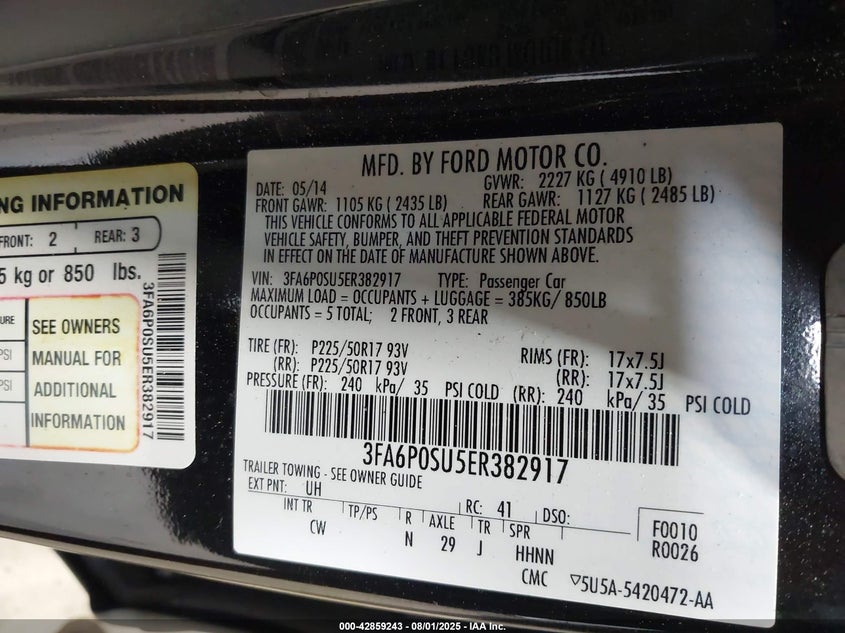 NG INFORMATION
FRONT: 2 REAR: 3
5 kg or 850 lbs.
URE
PSI
PSI
SEE OWNERS
MANUAL FOR
ADDITIONAL
INFORMATION
3FA6P0SU5ER382917
MFD. BY FORD MOTOR CO.
DATE: 05/14 GVWR: 2227 KG ( 4910 LB)
FRONT GAWR: 1105 KG ( 2435 LB) REAR GAWR: 1127 KG ( 2485 LB)
THIS VEHICLE CONFORMS TO ALL APPLICABLE FEDERAL MOTOR
VEHICLE SAFETY, BUMPER, AND THEFT PREVENTION STANDARDS
IN EFFECT ON THE DATE OF MANUFACTURE SHOWN ABOVE.
VIN: 3FA6P0SU5ER382917 TYPE: Passenger Car
MAXIMUM LOAD = OCCUPANTS + LUGGAGE = 385KG/ 850LB
OCCUPANTS = 5 TOTAL; 2 FRONT, 3 REAR
TIRE (FR): P225/50R17 93V RIMS (FR): 17x7.5J
(RR): P225/50R17 93V (RR): 17x7.5J
PRESSURE (FR): 240 kPa/ 35 PSI COLD (RR): 240 kPa/ 35 PSI COLD
3FA6P0SU5ER382917
TRAILER TOWING - SEE OWNER GUIDE
EXT PNT: UH RC: 41 DSO: F0010
INT TR TP/PS R AXLE TR SPR R0026
CW N 29 J HHNN
CMC ▽5U5A-5420472-AA
000-42859243 - 08/01/2025 - IAA Inc.